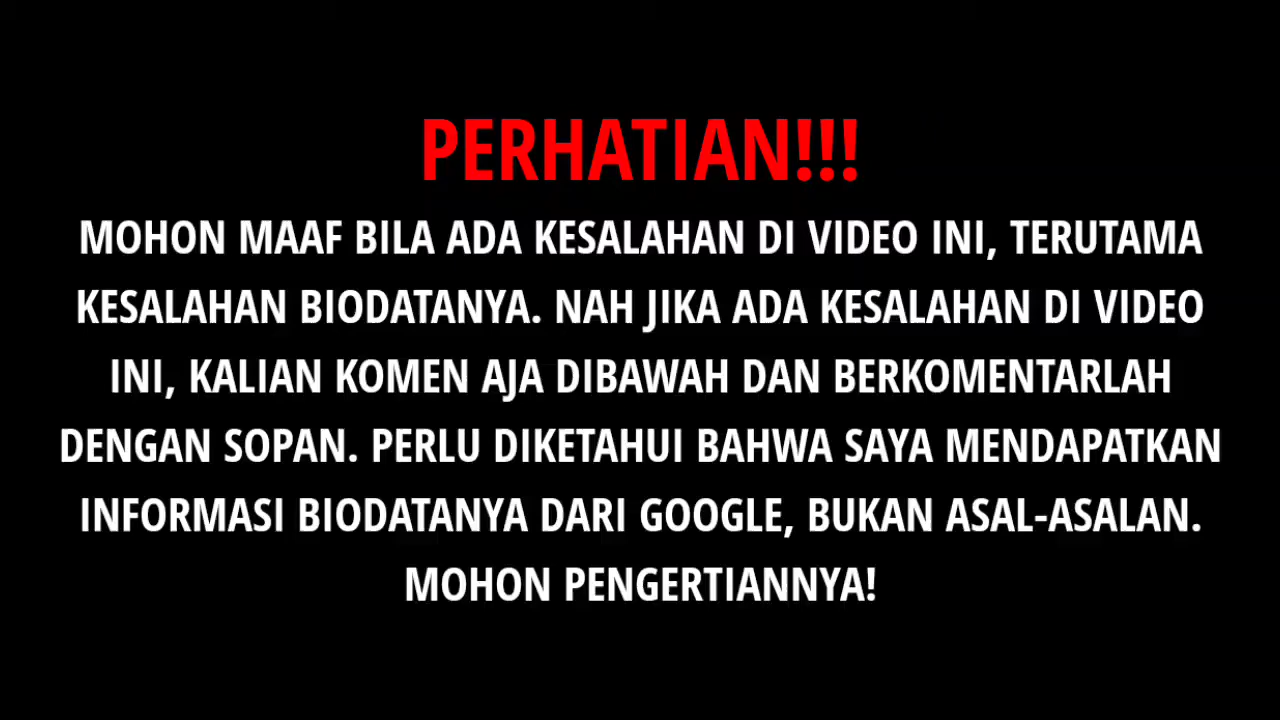 PERHATIAN!!!
MOHON MAAF BILA ADA KESALAHAN DI VIDEO INI, TERUTAMA
KESALAHAN BIODATANYA. NAH JIKA ADA KESALAHAN DI VIDEO
INI, KALIAN KOMEN AJA DIBAWAH DAN BERKOMENTARLAH
DENGAN SOPAN. PERLU DIKETAHUI BAHWA SAYA MENDAPATKAN
INFORMASI BIODATANYA DARI GOOGLE, BUKAN ASAL-ASALAN.
MOHON PENGERTIANNYA!